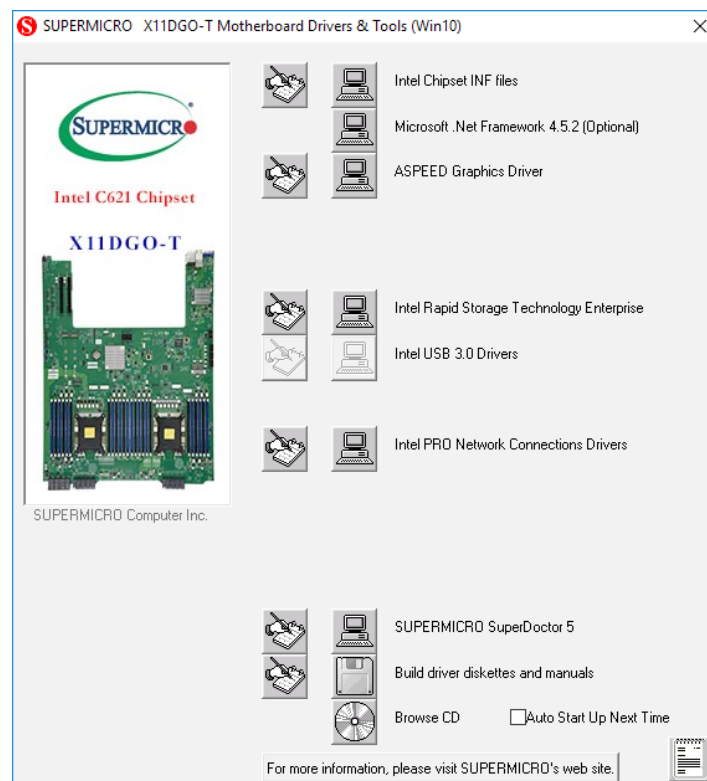 SUPERMICRO X11DGO-T Motherboard Drivers & Tools (Win10)
SUPERMICRO
Intel C621 Chipset
X11DGO-T
SUPERMICRO Computer Inc.
Intel Chipset INF files
Microsoft .Net Framework 4.5.2 (Optional)
ASPEED Graphics Driver
Intel Rapid Storage Technology Enterprise
Intel USB 3.0 Drivers
Intel PRO Network Connections Drivers
SUPERMICRO SuperDoctor 5
Build driver diskettes and manuals
Browse CD
Auto Start Up Next Time
For more information, please visit SUPERMICRO's web site.